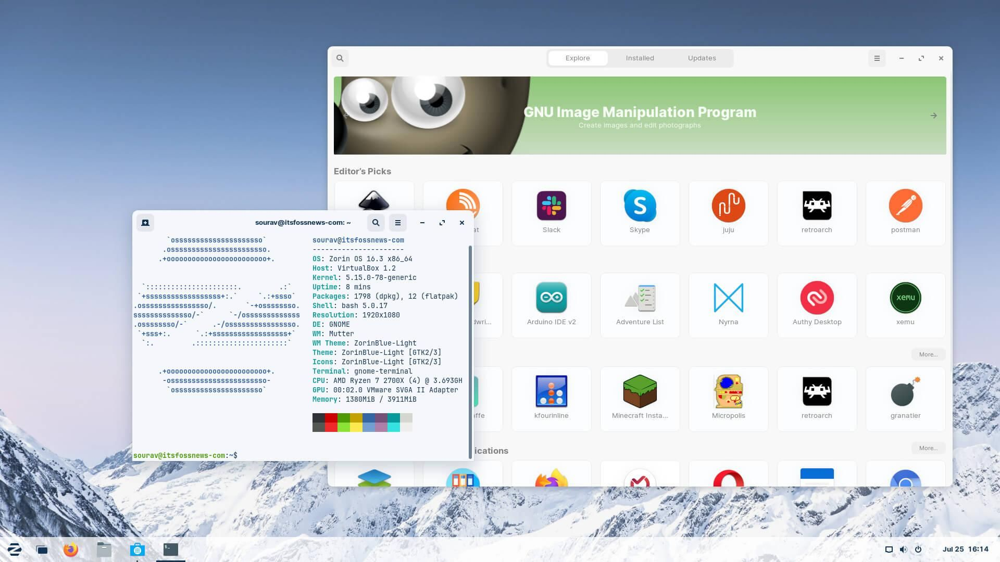 Explore
Installed
Updates
GNU Image Manipulation Program
Create images and edit photographs
Editor's Picks
at
Slack
Skype
juju
retroarch
postman
dwri...
Arduino IDE v2
Adventure List
Nyrna
Authy Desktop
xemu
xemu
More...
affe
kfourinline
Minecraft Insta...
Micropolis
retroarch
granatier
ications
More...
sourav@itsfossnews-com: ~
`osssssssssssssssssssssso`
.osssssssssssssssssssssssso.
.+oooooooooooooooooooooooooo+.
`::::::::::::::::::::::. .:`
`+ssssssssssssssssss+:.` `.:+ssso`
.ossssssssssssssso/. `-+ossssssso.
ssssssssssssso/-` `-/osssssssssssss
.ossssssso/-` .-/ossssssssssssssso.
`+sss+:. `.:+ssssssssssssssssss+`
`:. .::::::::::::::::::::::`
.+oooooooooooooooooooooooooo+.
-osssssssssssssssssssssssso-
`osssssssssssssssssssssso`
sourav@itsfossnews-com
----------------------
OS: Zorin OS 16.3 x86_64
Host: VirtualBox 1.2
Kernel: 5.15.0-78-generic
Uptime: 8 mins
Packages: 1798 (dpkg), 12 (flatpak)
Shell: bash 5.0.17
Resolution: 1920x1080
DE: GNOME
WM: Mutter
WM Theme: ZorinBlue-Light
Theme: ZorinBlue-Light [GTK2/3]
Icons: ZorinBlue-Light [GTK2/3]
Terminal: gnome-terminal
CPU: AMD Ryzen 7 2700X (4) @ 3.693GH
GPU: 00:02.0 VMware SVGA II Adapter
Memory: 1380MiB / 3911MiB
sourav@itsfossnews-com:~$
Jul 25 16:14